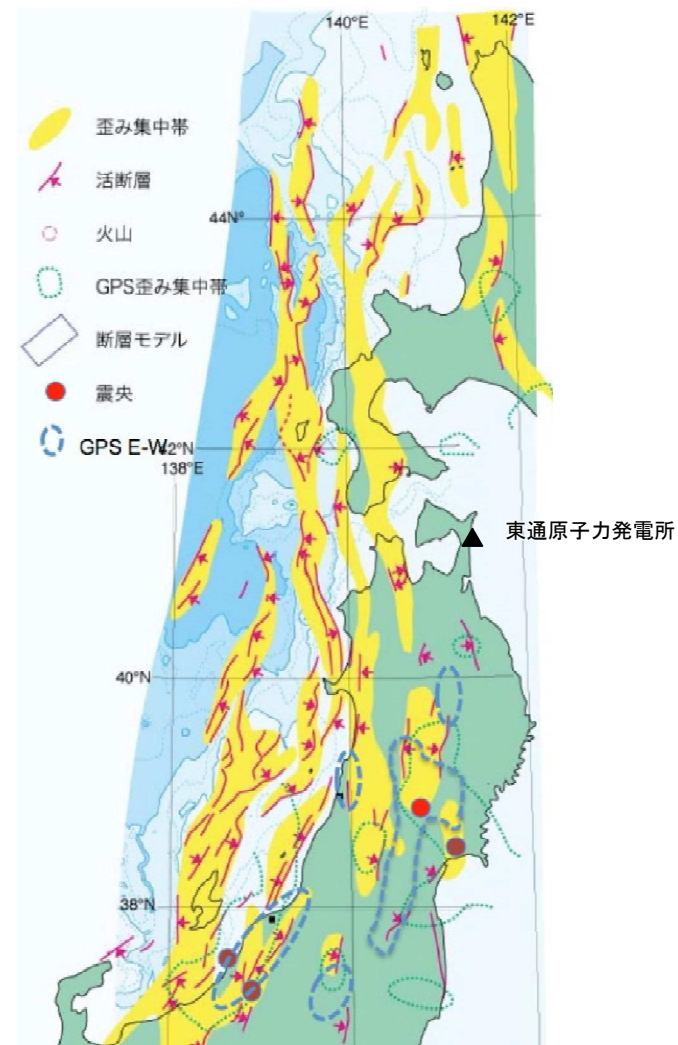 140°E
142°E
歪み集中帯
活断層
44N°
火山
GPS歪み集中帯
断層モデル
震央
GPS E-W
42°N
138°E
東通原子力発電所
40°N
38°N